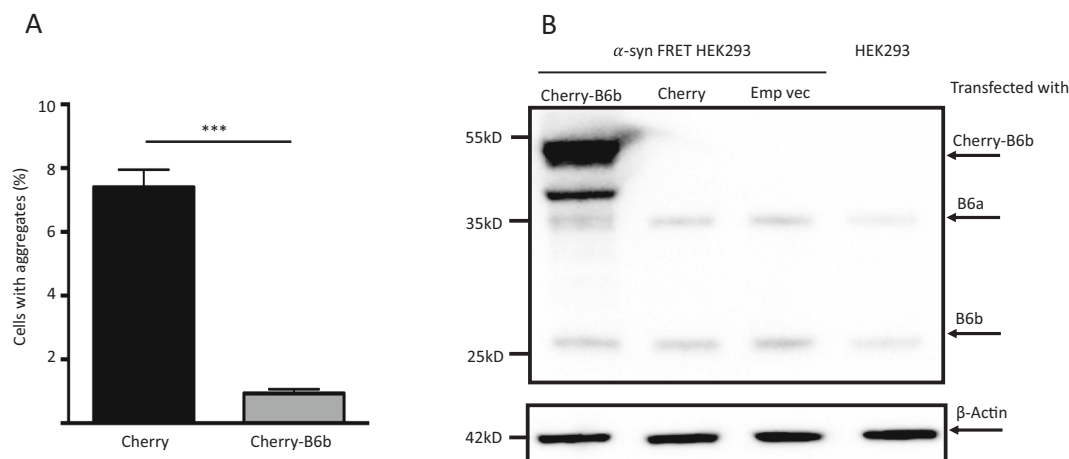 A
10
8
6
4
2
Cells with aggregates (%)
***
Cherry
Cherry-B6b
B
α-syn FRET HEK293
HEK293
Transfected with
Cherry-B6b
Cherry
Emp vec
55kD
35kD
25kD
42kD
Cherry-B6b
B6a
B6b
β-Actin